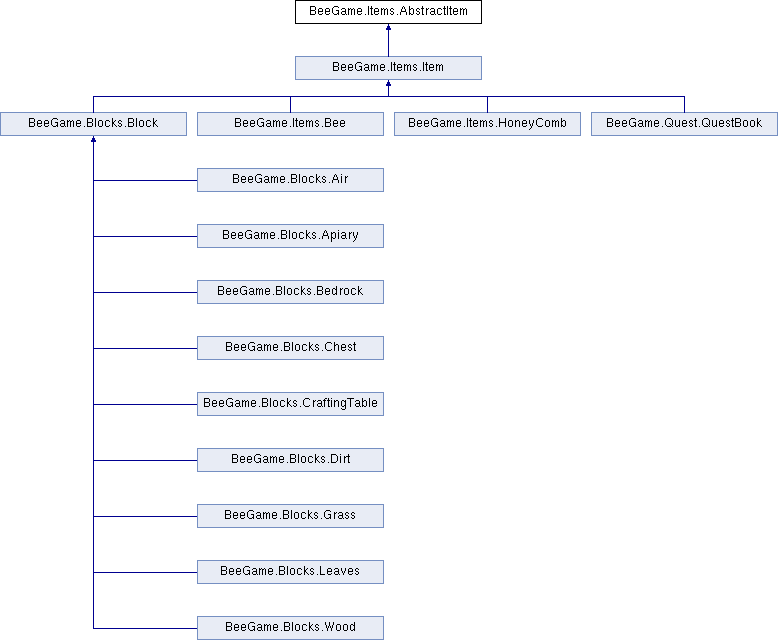 BeeGame.Items.AbstractItem
BeeGame.Items.Item
BeeGame.Blocks.Block
BeeGame.Items.Bee
BeeGame.Items.HoneyComb
BeeGame.Quest.QuestBook
BeeGame.Blocks.Air
BeeGame.Blocks.Apiary
BeeGame.Blocks.Bedrock
BeeGame.Blocks.Chest
BeeGame.Blocks.CraftingTable
BeeGame.Blocks.Dirt
BeeGame.Blocks.Grass
BeeGame.Blocks.Leaves
BeeGame.Blocks.Wood